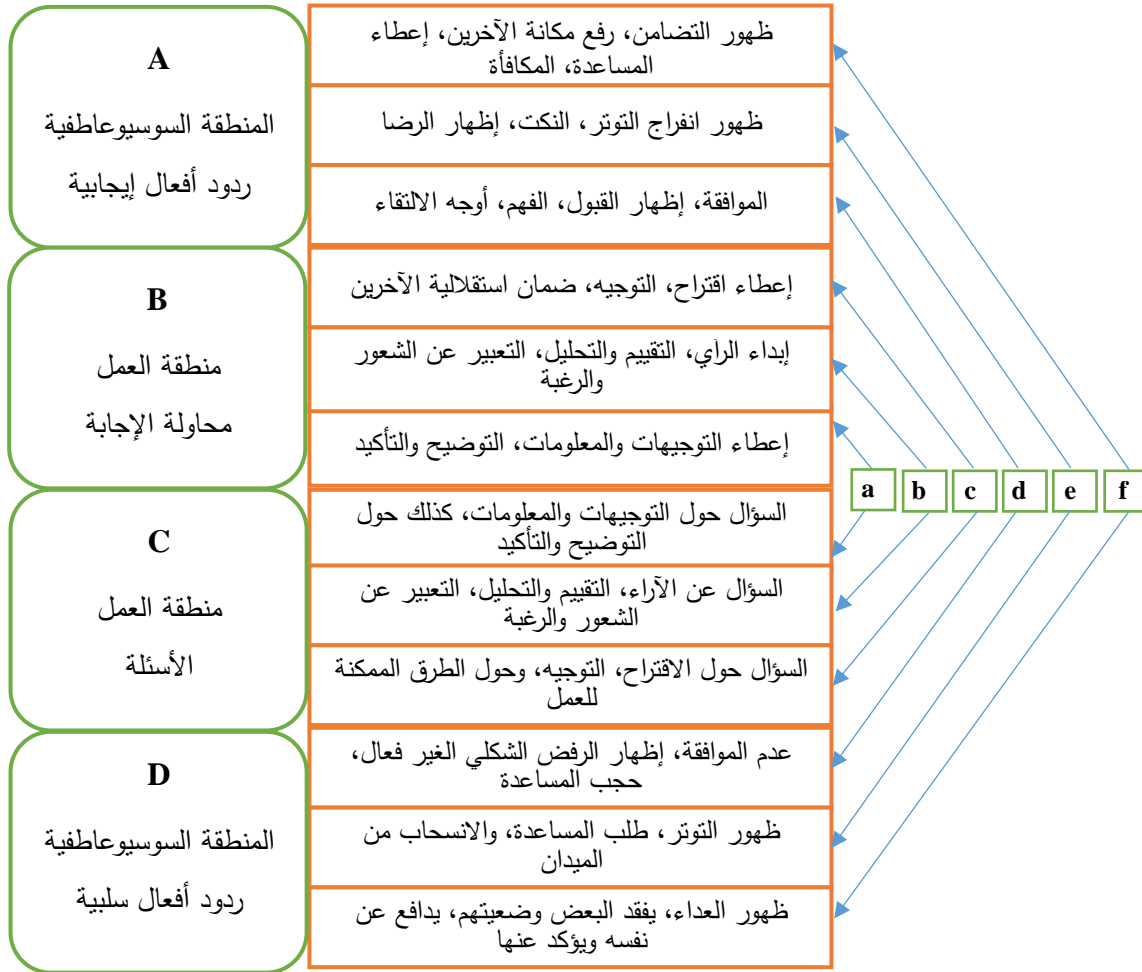 A
المنطقة السوسيوعاطفية
ردود أفعال إيجابية
ظهور التضامن، رفع مكانة الآخرين، إعطاء
المساعدة، المكافأة
ظهور انفراج التوتر، النكت، إظهار الرضا
الموافقة، إظهار القبول، الفهم، أوجه الالتقاء
B
منطقة العمل
محاولة الإجابة
إعطاء اقتراح، التوجيه، ضمان استقلالية الآخرين
إبداء الرأي، التقييم والتحليل، التعبير عن الشعور
والرغبة
إعطاء التوجيهات والمعلومات، التوضيح والتأكيد
a b c d e f
C
منطقة العمل
الأسئلة
السؤال حول التوجيهات والمعلومات، كذلك حول
التوضيح والتأكيد
السؤال عن الآراء، التقييم والتحليل، التعبير عن
الشعور والرغبة
السؤال حول الاقتراح، التوجيه، وحول الطرق الممكنة
للعمل
D
المنطقة السوسيوعاطفية
ردود أفعال سلبية
عدم الموافقة، إظهار الرفض الشكلي الغير فعال،
حجب المساعدة
ظهور التوتر، طلب المساعدة، والانسحاب من
الميدان
ظهور العداء، يفقد البعض وضعيتهم، يدافع عن
نفسه ويؤكد عنها